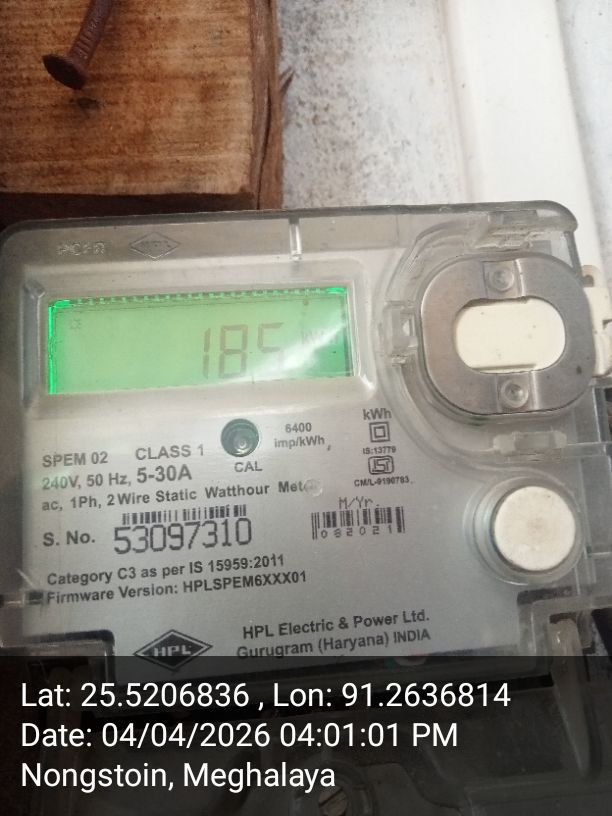 HPL
185
SPEM 02 CLASS 1
6400
imp/kWh
kWh
240V, 50 Hz, 5-30A
CAL
IS:13779
CM/L-9190783
ac, 1Ph, 2 Wire Static Watthour
S. No. 53097310
M/Yr.
082021
Category C3 as per IS 15959:2011
Firmware Version: HPLSPEM6XXX01
HPL
HPL Electric & Power Ltd.
Gurugram (Haryana) INDIA
Lat: 25.5206836 , Lon: 91.2636814
Date: 04/04/2026 04:01:01 PM
Nongstoin, Meghalaya